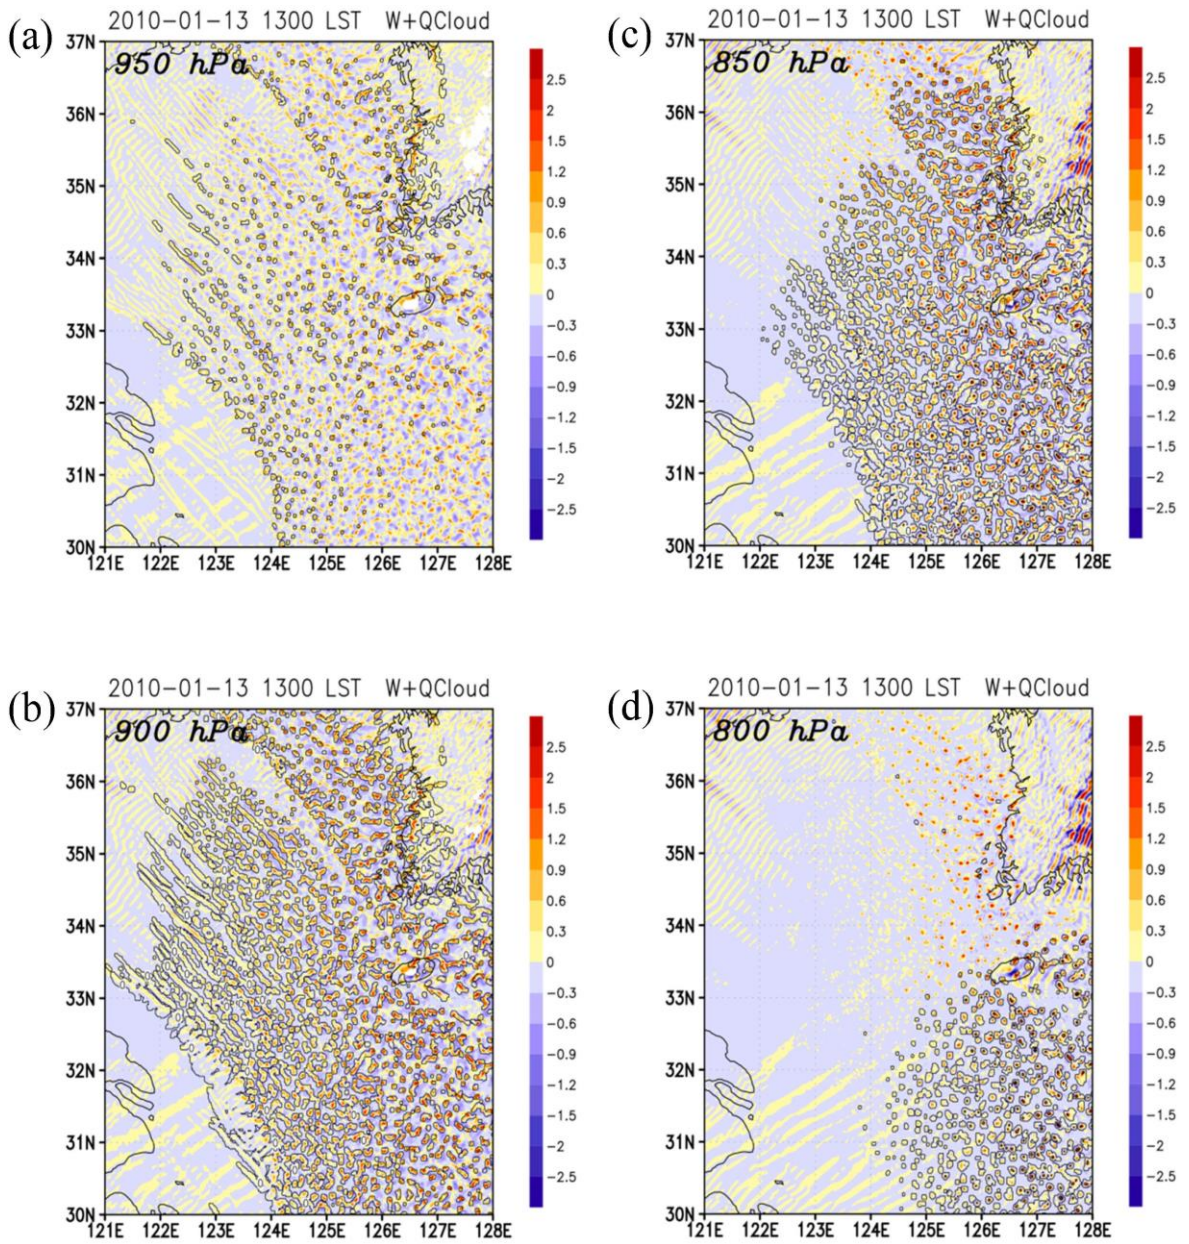 (a)
2010-01-13 1300 LST W+QCloud
950 hPa
37N
36N
35N
34N
33N
32N
31N
30N
121E 122E 123E 124E 125E 126E 127E 128E
2.5
2
1.5
1.2
0.9
0.6
0.3
0
-0.3
-0.6
-0.9
-1.2
-1.5
-2
-2.5
(c)
2010-01-13 1300 LST W+QCloud
850 hPa
37N
36N
35N
34N
33N
32N
31N
30N
121E 122E 123E 124E 125E 126E 127E 128E
2.5
2
1.5
1.2
0.9
0.6
0.3
0
-0.3
-0.6
-0.9
-1.2
-1.5
-2
-2.5
(b)
2010-01-13 1300 LST W+QCloud
900 hPa
37N
36N
35N
34N
33N
32N
31N
30N
121E 122E 123E 124E 125E 126E 127E 128E
2.5
2
1.5
1.2
0.9
0.6
0.3
0
-0.3
-0.6
-0.9
-1.2
-1.5
-2
-2.5
(d)
2010-01-13 1300 LST W+QCloud
800 hPa
37N
36N
35N
34N
33N
32N
31N
30N
121E 122E 123E 124E 125E 126E 127E 128E
2.5
2
1.5
1.2
0.9
0.6
0.3
0
-0.3
-0.6
-0.9
-1.2
-1.5
-2
-2.5